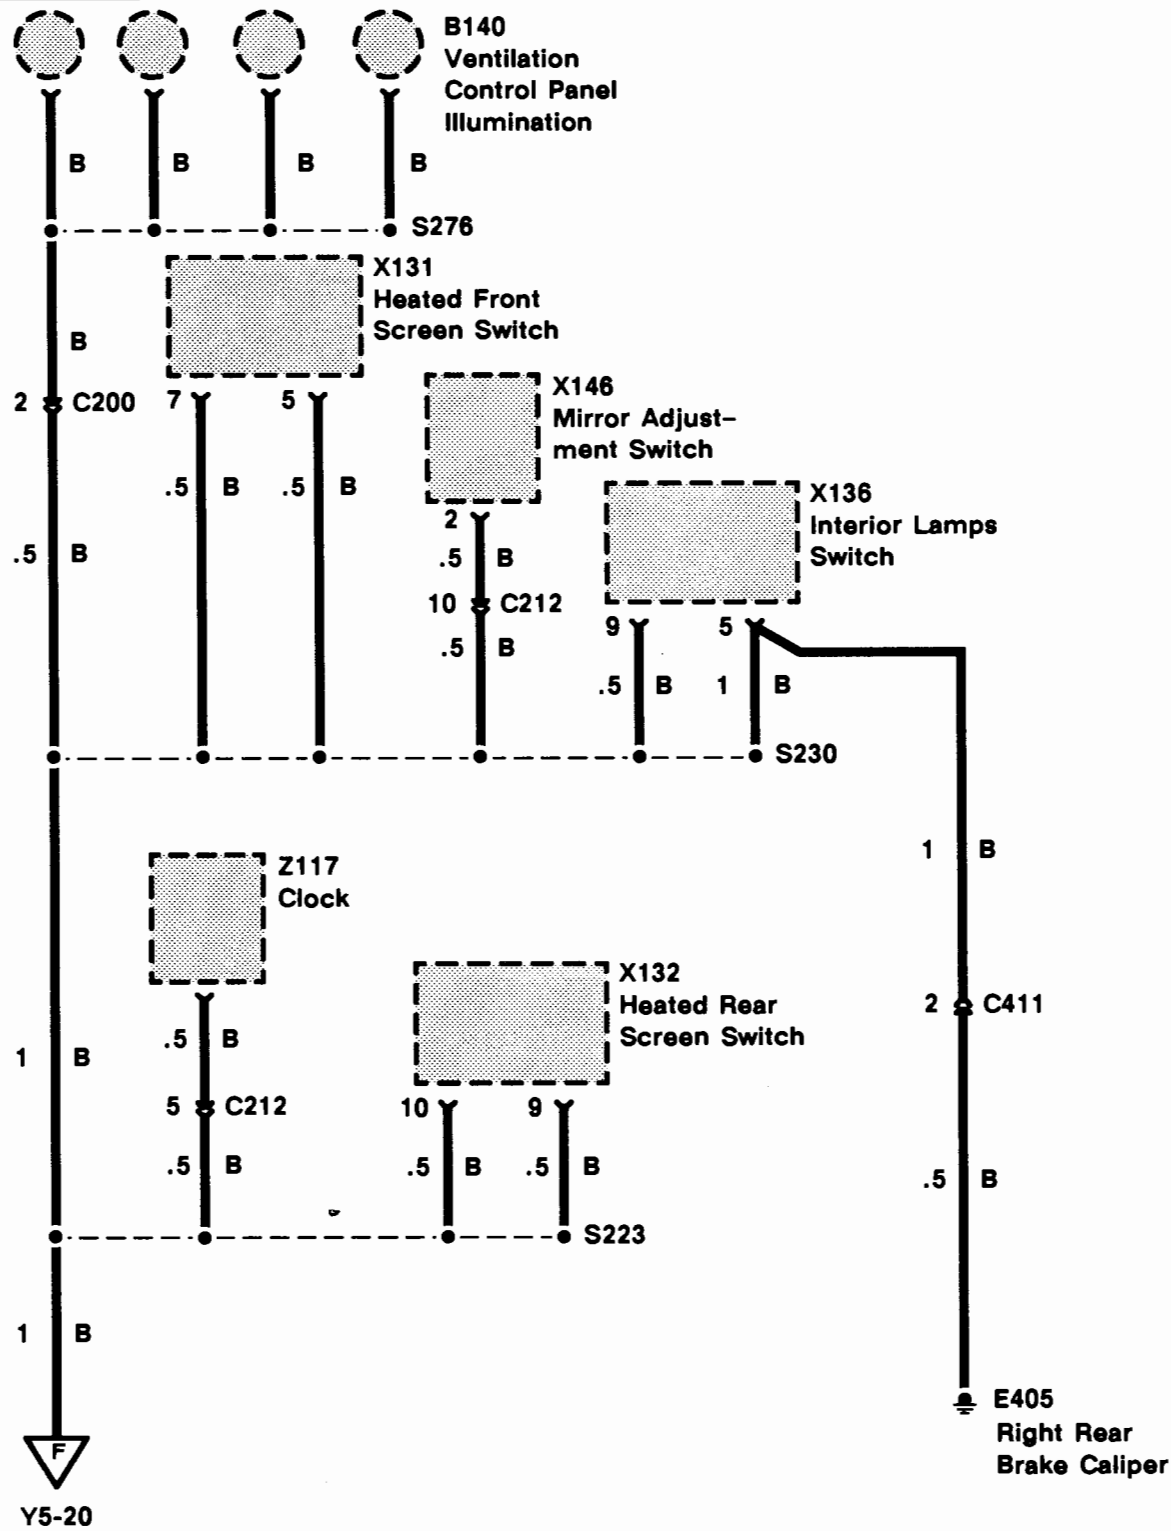 B140
Ventilation
Control Panel
Illumination
B B B B
S276
X131
Heated Front
Screen Switch
B
2 C200
7 5
X146
Mirror Adjust-
ment Switch
.5 B .5 B
X136
Interior Lamps
Switch
2
.5 B
.5 B
10 C212
9 5
.5 B
.5 B 1 B
S230
1 B
Z117
Clock
X132
Heated Rear
Screen Switch
2 C411
.5 B
1 B
5 C212
10 9
.5 B
.5 B .5 B
.5 B
S223
1 B
E405
Right Rear
Brake Caliper
F
Y5-20